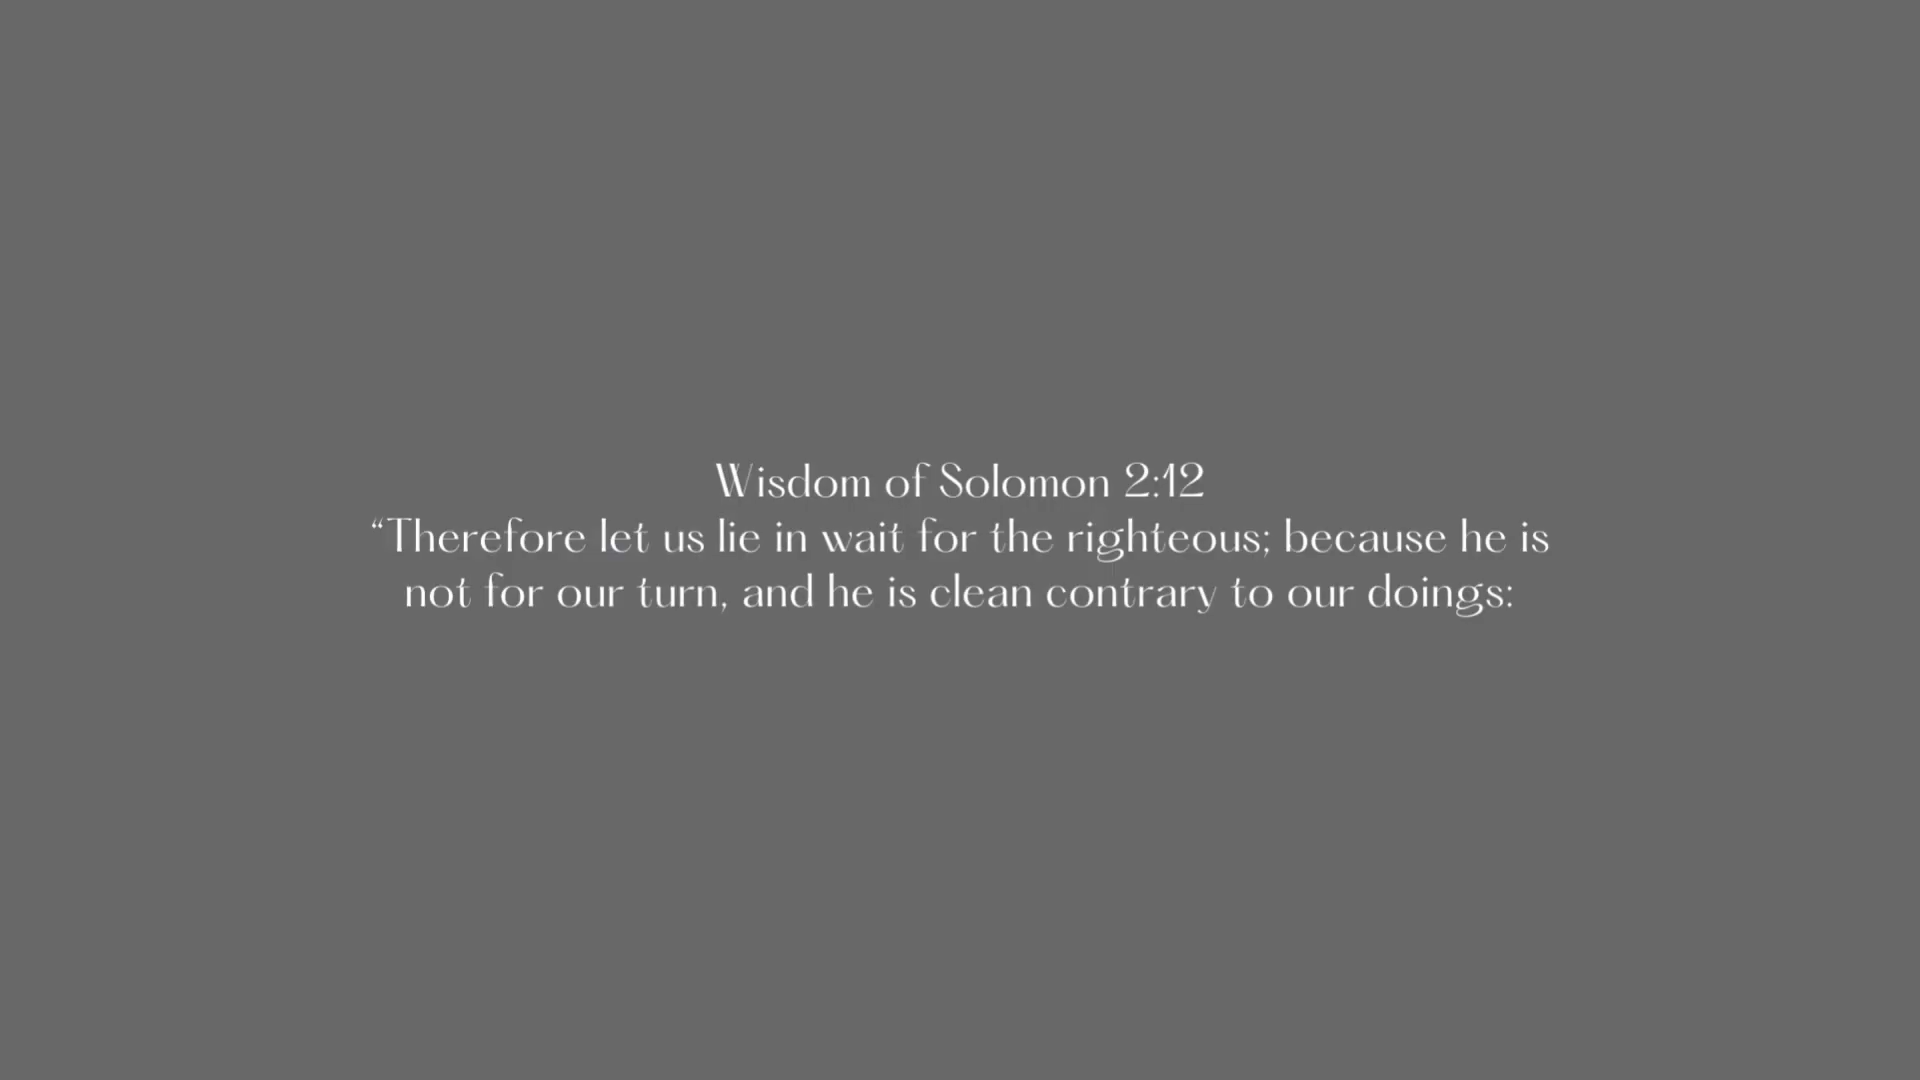 Wisdom of Solomon 2:12
“Therefore let us lie in wait for the righteous; because he is
not for our turn, and he is clean contrary to our doings: